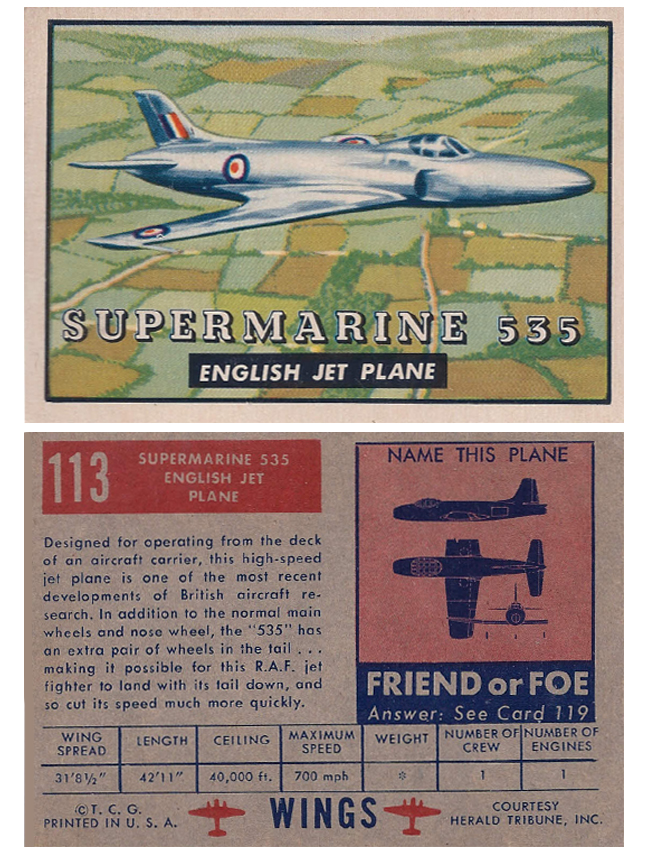 SUPERMARINE 535
ENGLISH JET PLANE
113
SUPERMARINE 535
ENGLISH JET
PLANE
Designed for operating from the deck
of an aircraft carrier, this high-speed
jet plane is one of the most recent
developments of British aircraft re-
search. In addition to the normal main
wheels and nose wheel, the "535" has
an extra pair of wheels in the tail ...
making it possible for this R.A.F. jet
fighter to land with its tail down, and
so cut its speed much more quickly.
NAME THIS PLANE
FRIEND or FOE
Answer: See Card 119
WING SPREAD LENGTH CEILING MAXIMUM SPEED WEIGHT NUMBER OF CREW NUMBER OF ENGINES
31'8½" 42'11" 40,000 ft. 700 mph * 1 1
©T. C. G.
PRINTED IN U. S. A.
WINGS
COURTESY
HERALD TRIBUNE, INC.